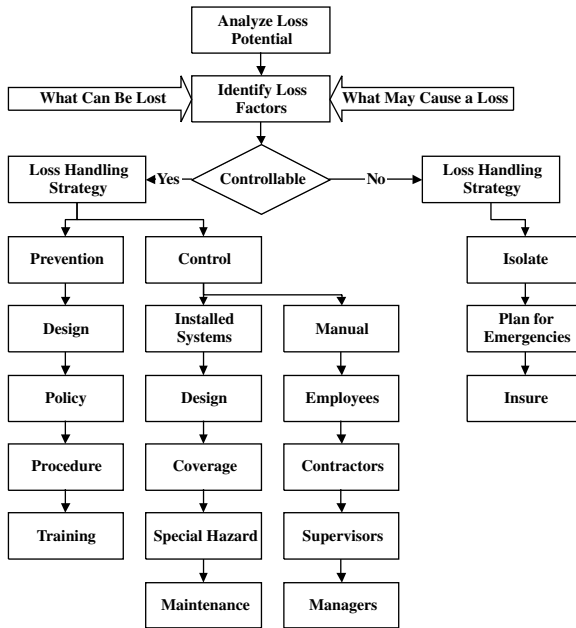 Analyze Loss
Potential
What Can Be Lost
Identify Loss
Factors
What May Cause a Loss
Loss Handling
Strategy
Yes
Controllable
No
Loss Handling
Strategy
Prevention
Control
Isolate
Design
Installed
Systems
Manual
Plan for
Emergencies
Policy
Design
Employees
Insure
Procedure
Coverage
Contractors
Training
Special Hazard
Supervisors
Maintenance
Managers